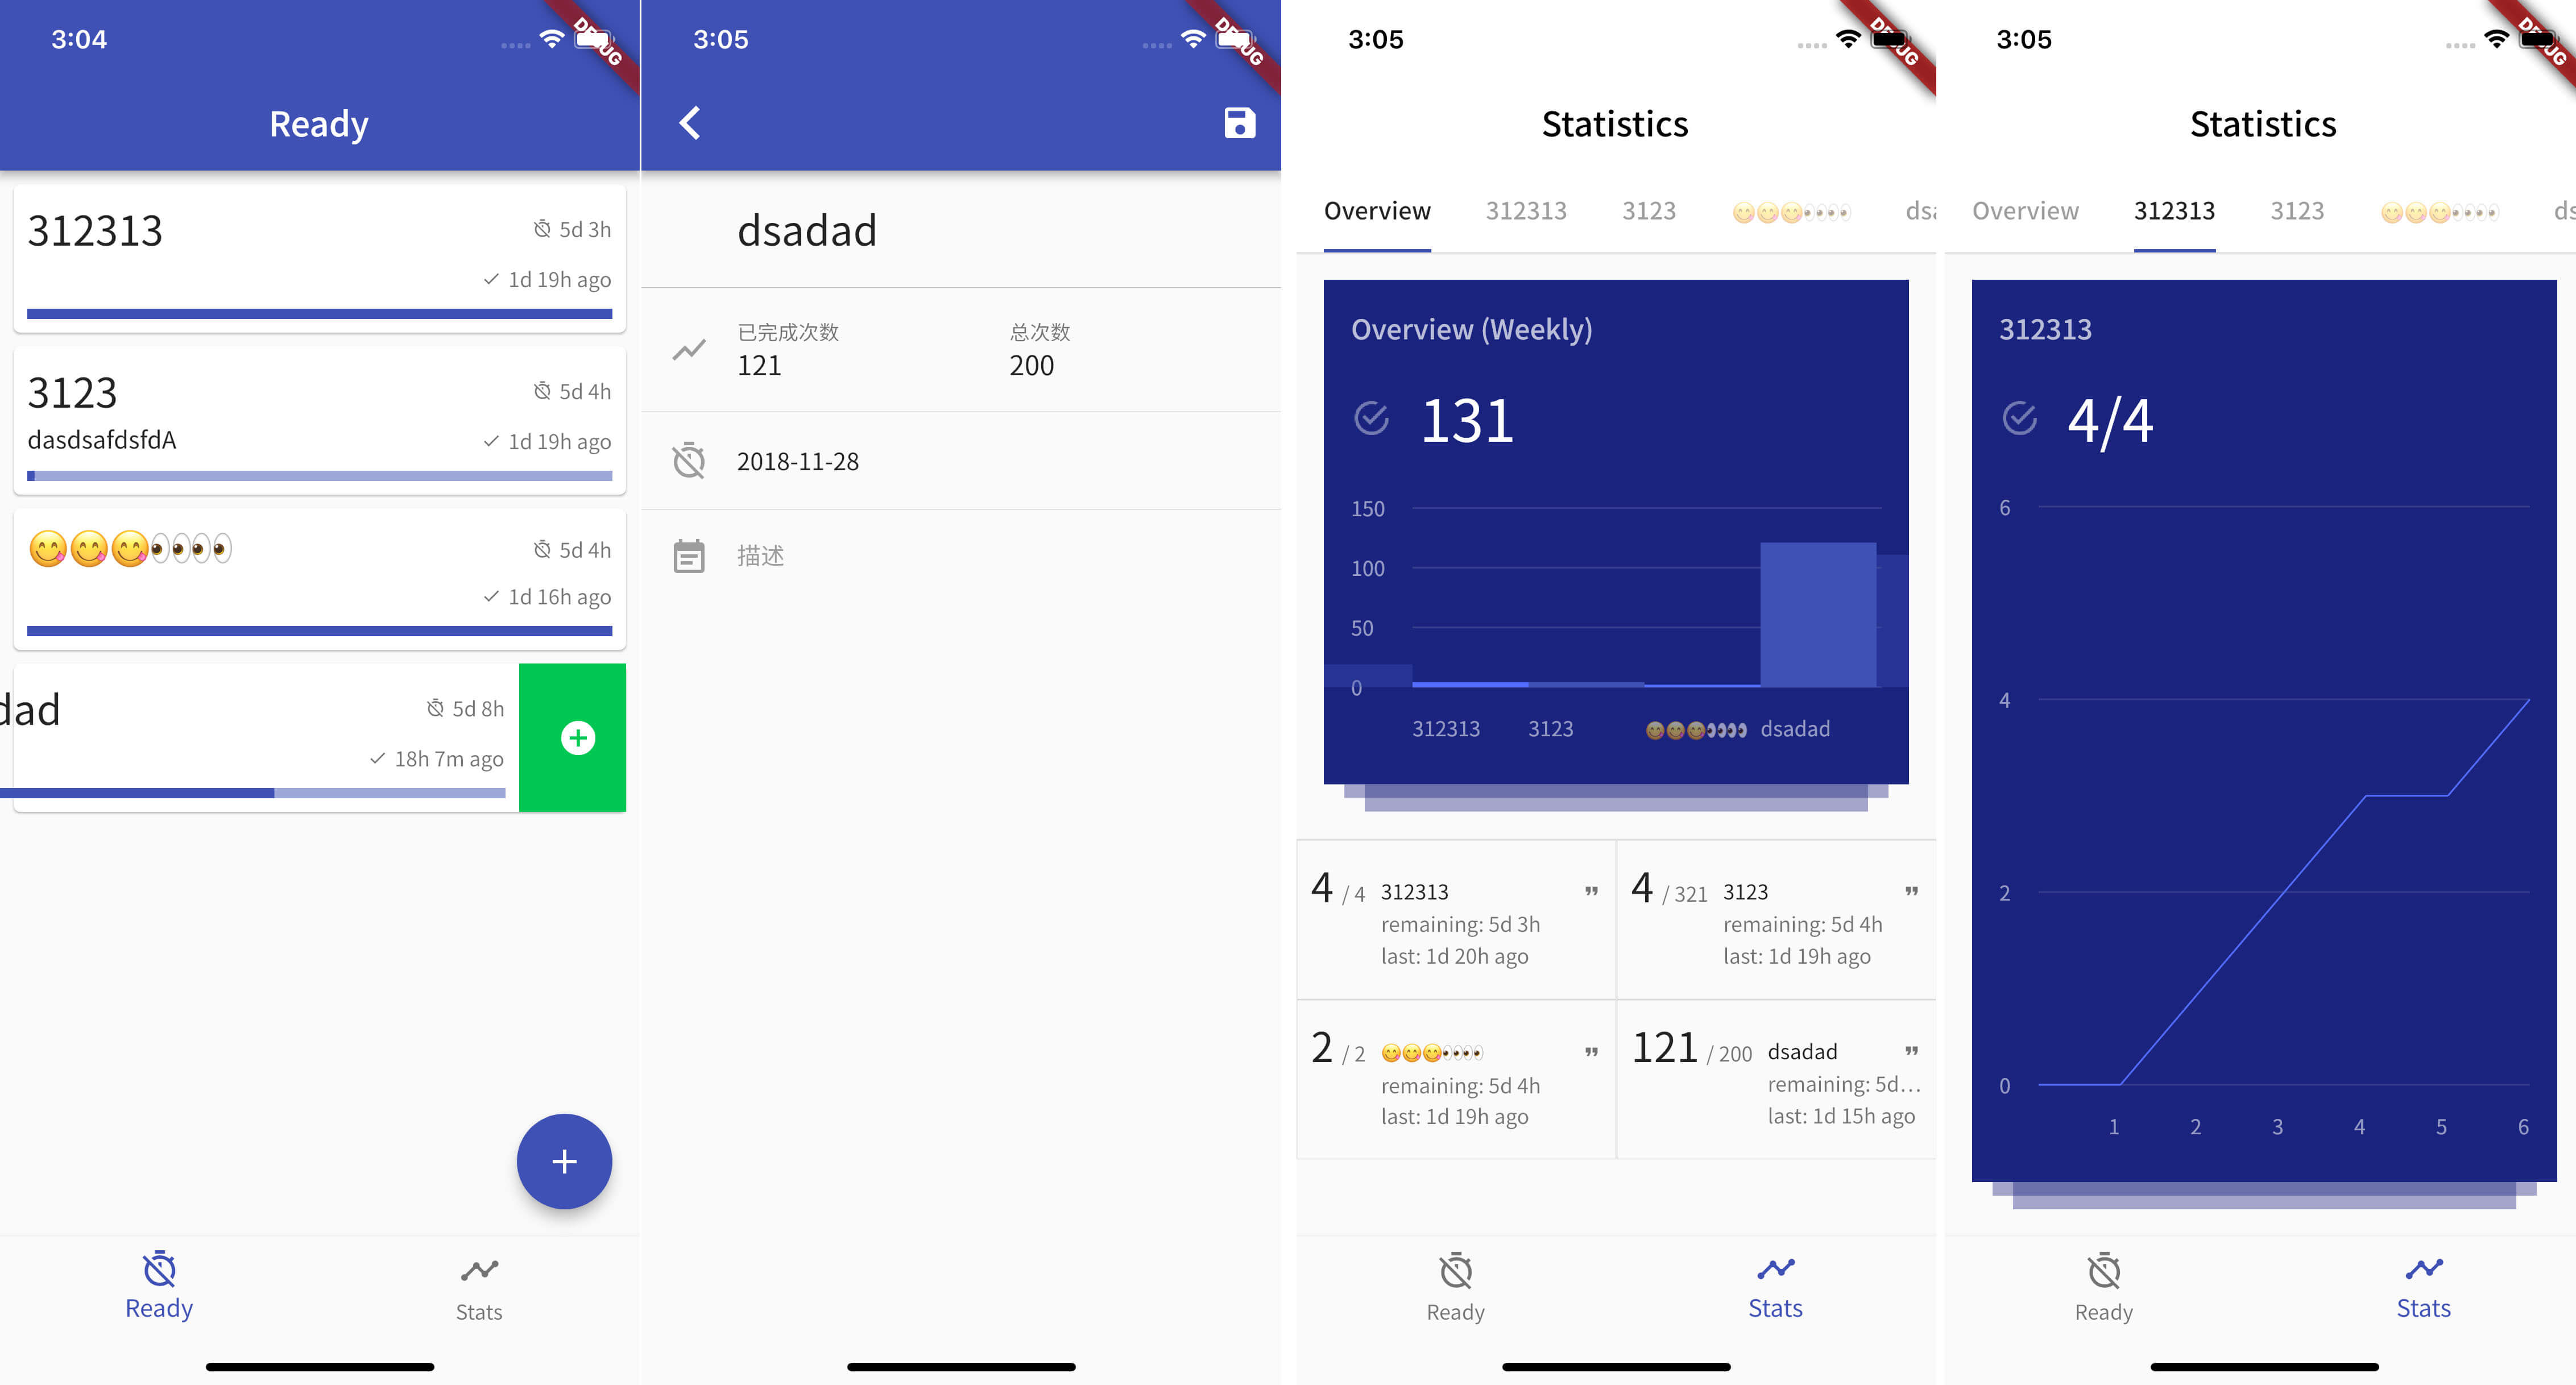 3:04
DEBUG
Ready
312313
5d 3h
1d 19h ago
3123
5d 4h
dasdsafdsfdA
1d 19h ago
😋😋😋👀👀
5d 4h
1d 16h ago
dad
5d 8h
18h 7m ago
Ready
Stats
3:05
DEBUG
dsadad
已完成次数
总次数
121
200
2018-11-28
描述
3:05
DEBUG
Statistics
Overview 312313 3123 😋😋😋👀👀 dsa
Overview (Weekly)
131
150
100
50
0
312313 3123 😋😋😋👀👀 dsadad
4 / 4 312313 ”
remaining: 5d 3h
last: 1d 20h ago
4 / 321 3123 ”
remaining: 5d 4h
last: 1d 19h ago
2 / 2 😋😋😋👀👀 ”
remaining: 5d 4h
last: 1d 19h ago
121 / 200 dsadad ”
remaining: 5d...
last: 1d 15h ago
Ready
Stats
3:05
DEBUG
Statistics
Overview 312313 3123 😋😋😋👀👀 ds
312313
4/4
6
4
2
0
1 2 3 4 5 6
Ready
Stats